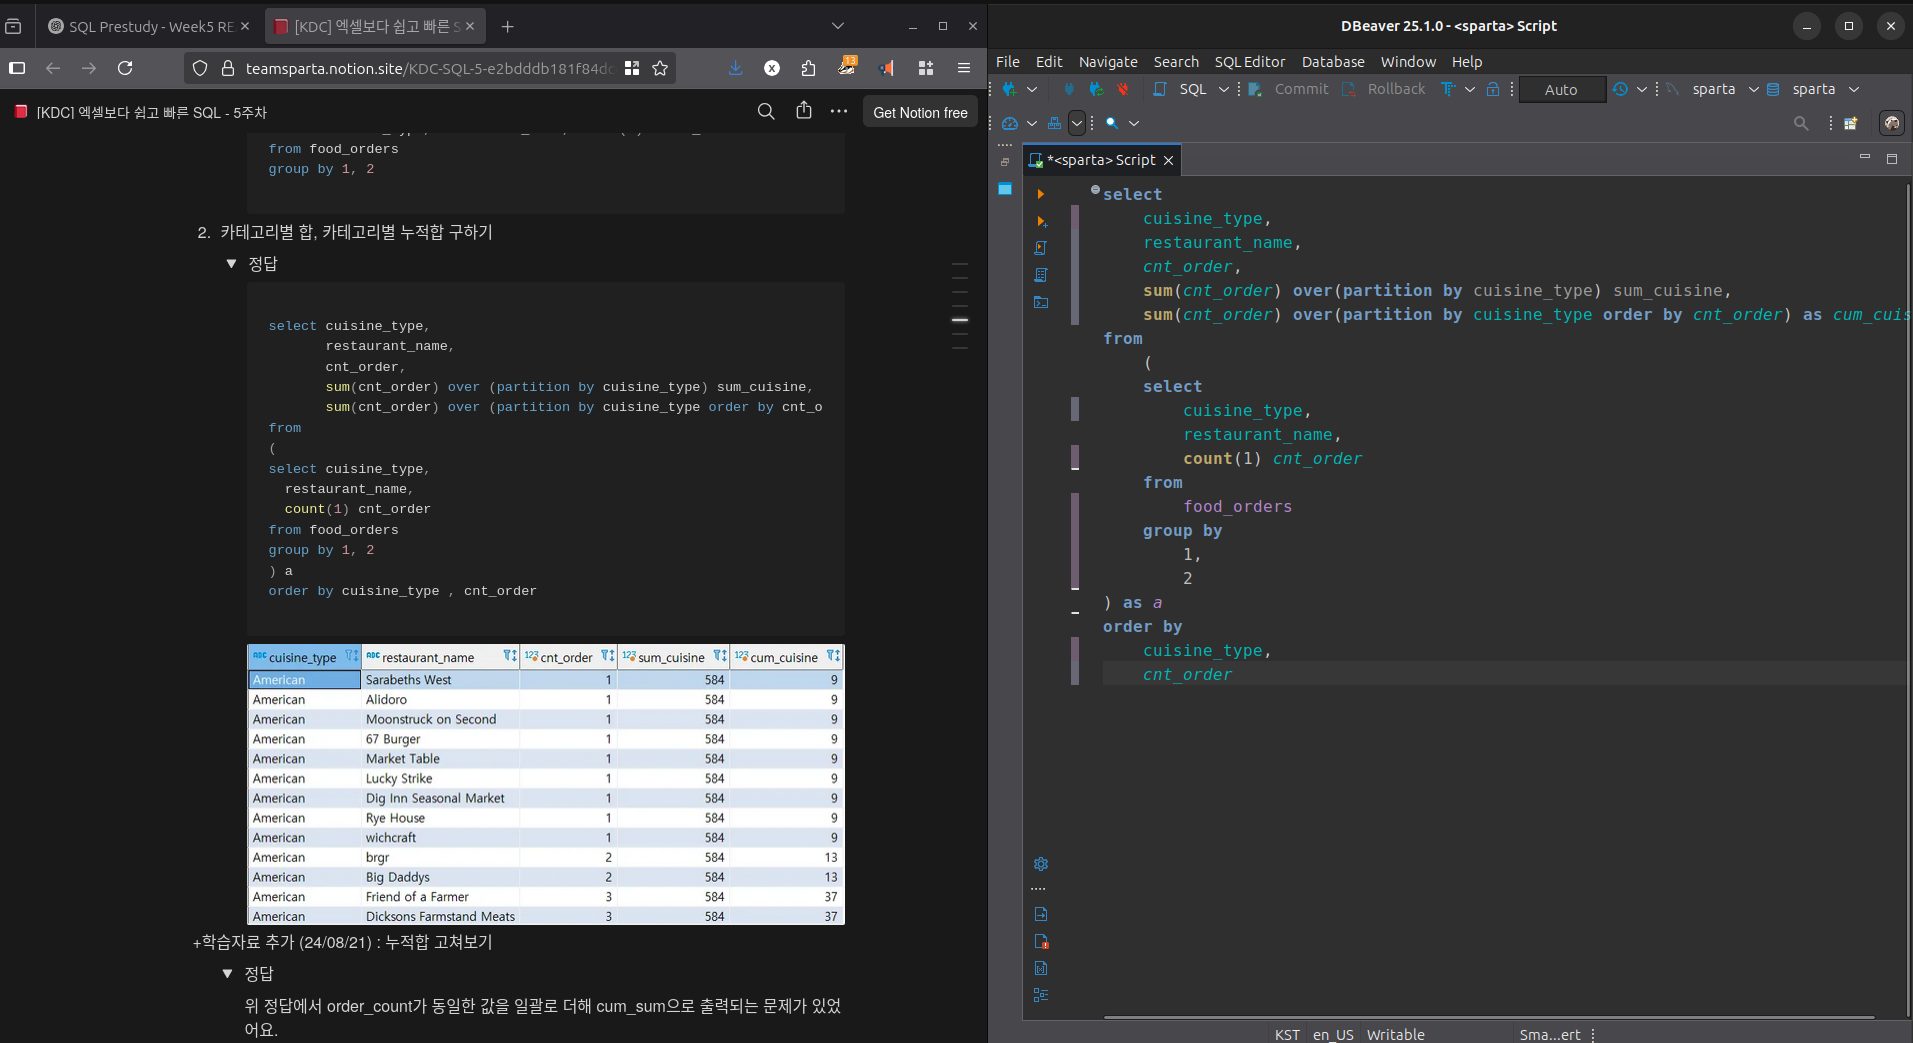 SQL Prestudy - Week5 RE
[KDC] 엑셀보다 쉽고 빠른 S
teamsparta.notion.site/KDC-SQL-5-e2bdddb181f84dc
13
[KDC] 엑셀보다 쉽고 빠른 SQL - 5주차
Get Notion free
from food_orders
group by 1, 2
2. 카테고리별 합, 카테고리별 누적합 구하기
정답
select cuisine_type,
restaurant_name,
cnt_order,
sum(cnt_order) over (partition by cuisine_type) sum_cuisine,
sum(cnt_order) over (partition by cuisine_type order by cnt_o
from
(
select cuisine_type,
restaurant_name,
count(1) cnt_order
from food_orders
group by 1, 2
) a
order by cuisine_type , cnt_order
ABC cuisine_type ABC restaurant_name 123 cnt_order 123 sum_cuisine 123 cum_cuisine
American Sarabeths West 1 584 9
American Alidoro 1 584 9
American Moonstruck on Second 1 584 9
American 67 Burger 1 584 9
American Market Table 1 584 9
American Lucky Strike 1 584 9
American Dig Inn Seasonal Market 1 584 9
American Rye House 1 584 9
American wichcraft 1 584 9
American brgr 2 584 13
American Big Daddys 2 584 13
American Friend of a Farmer 3 584 37
American Dicksons Farmstand Meats 3 584 37
+학습자료 추가 (24/08/21) : 누적합 고쳐보기
정답
위 정답에서 order_count가 동일한 값을 일괄로 더해 cum_sum으로 출력되는 문제가 있었
어요.
DBeaver 25.1.0 - <sparta> Script
File Edit Navigate Search SQL Editor Database Window Help
SQL Commit Rollback Auto sparta sparta
*<sparta> Script
select
cuisine_type,
restaurant_name,
cnt_order,
sum(cnt_order) over(partition by cuisine_type) sum_cuisine,
sum(cnt_order) over(partition by cuisine_type order by cnt_order) as cum_cuis
from
(
select
cuisine_type,
restaurant_name,
count(1) cnt_order
from
food_orders
group by
1,
2
) as a
order by
cuisine_type,
cnt_order
KST en_US Writable Sma...ert